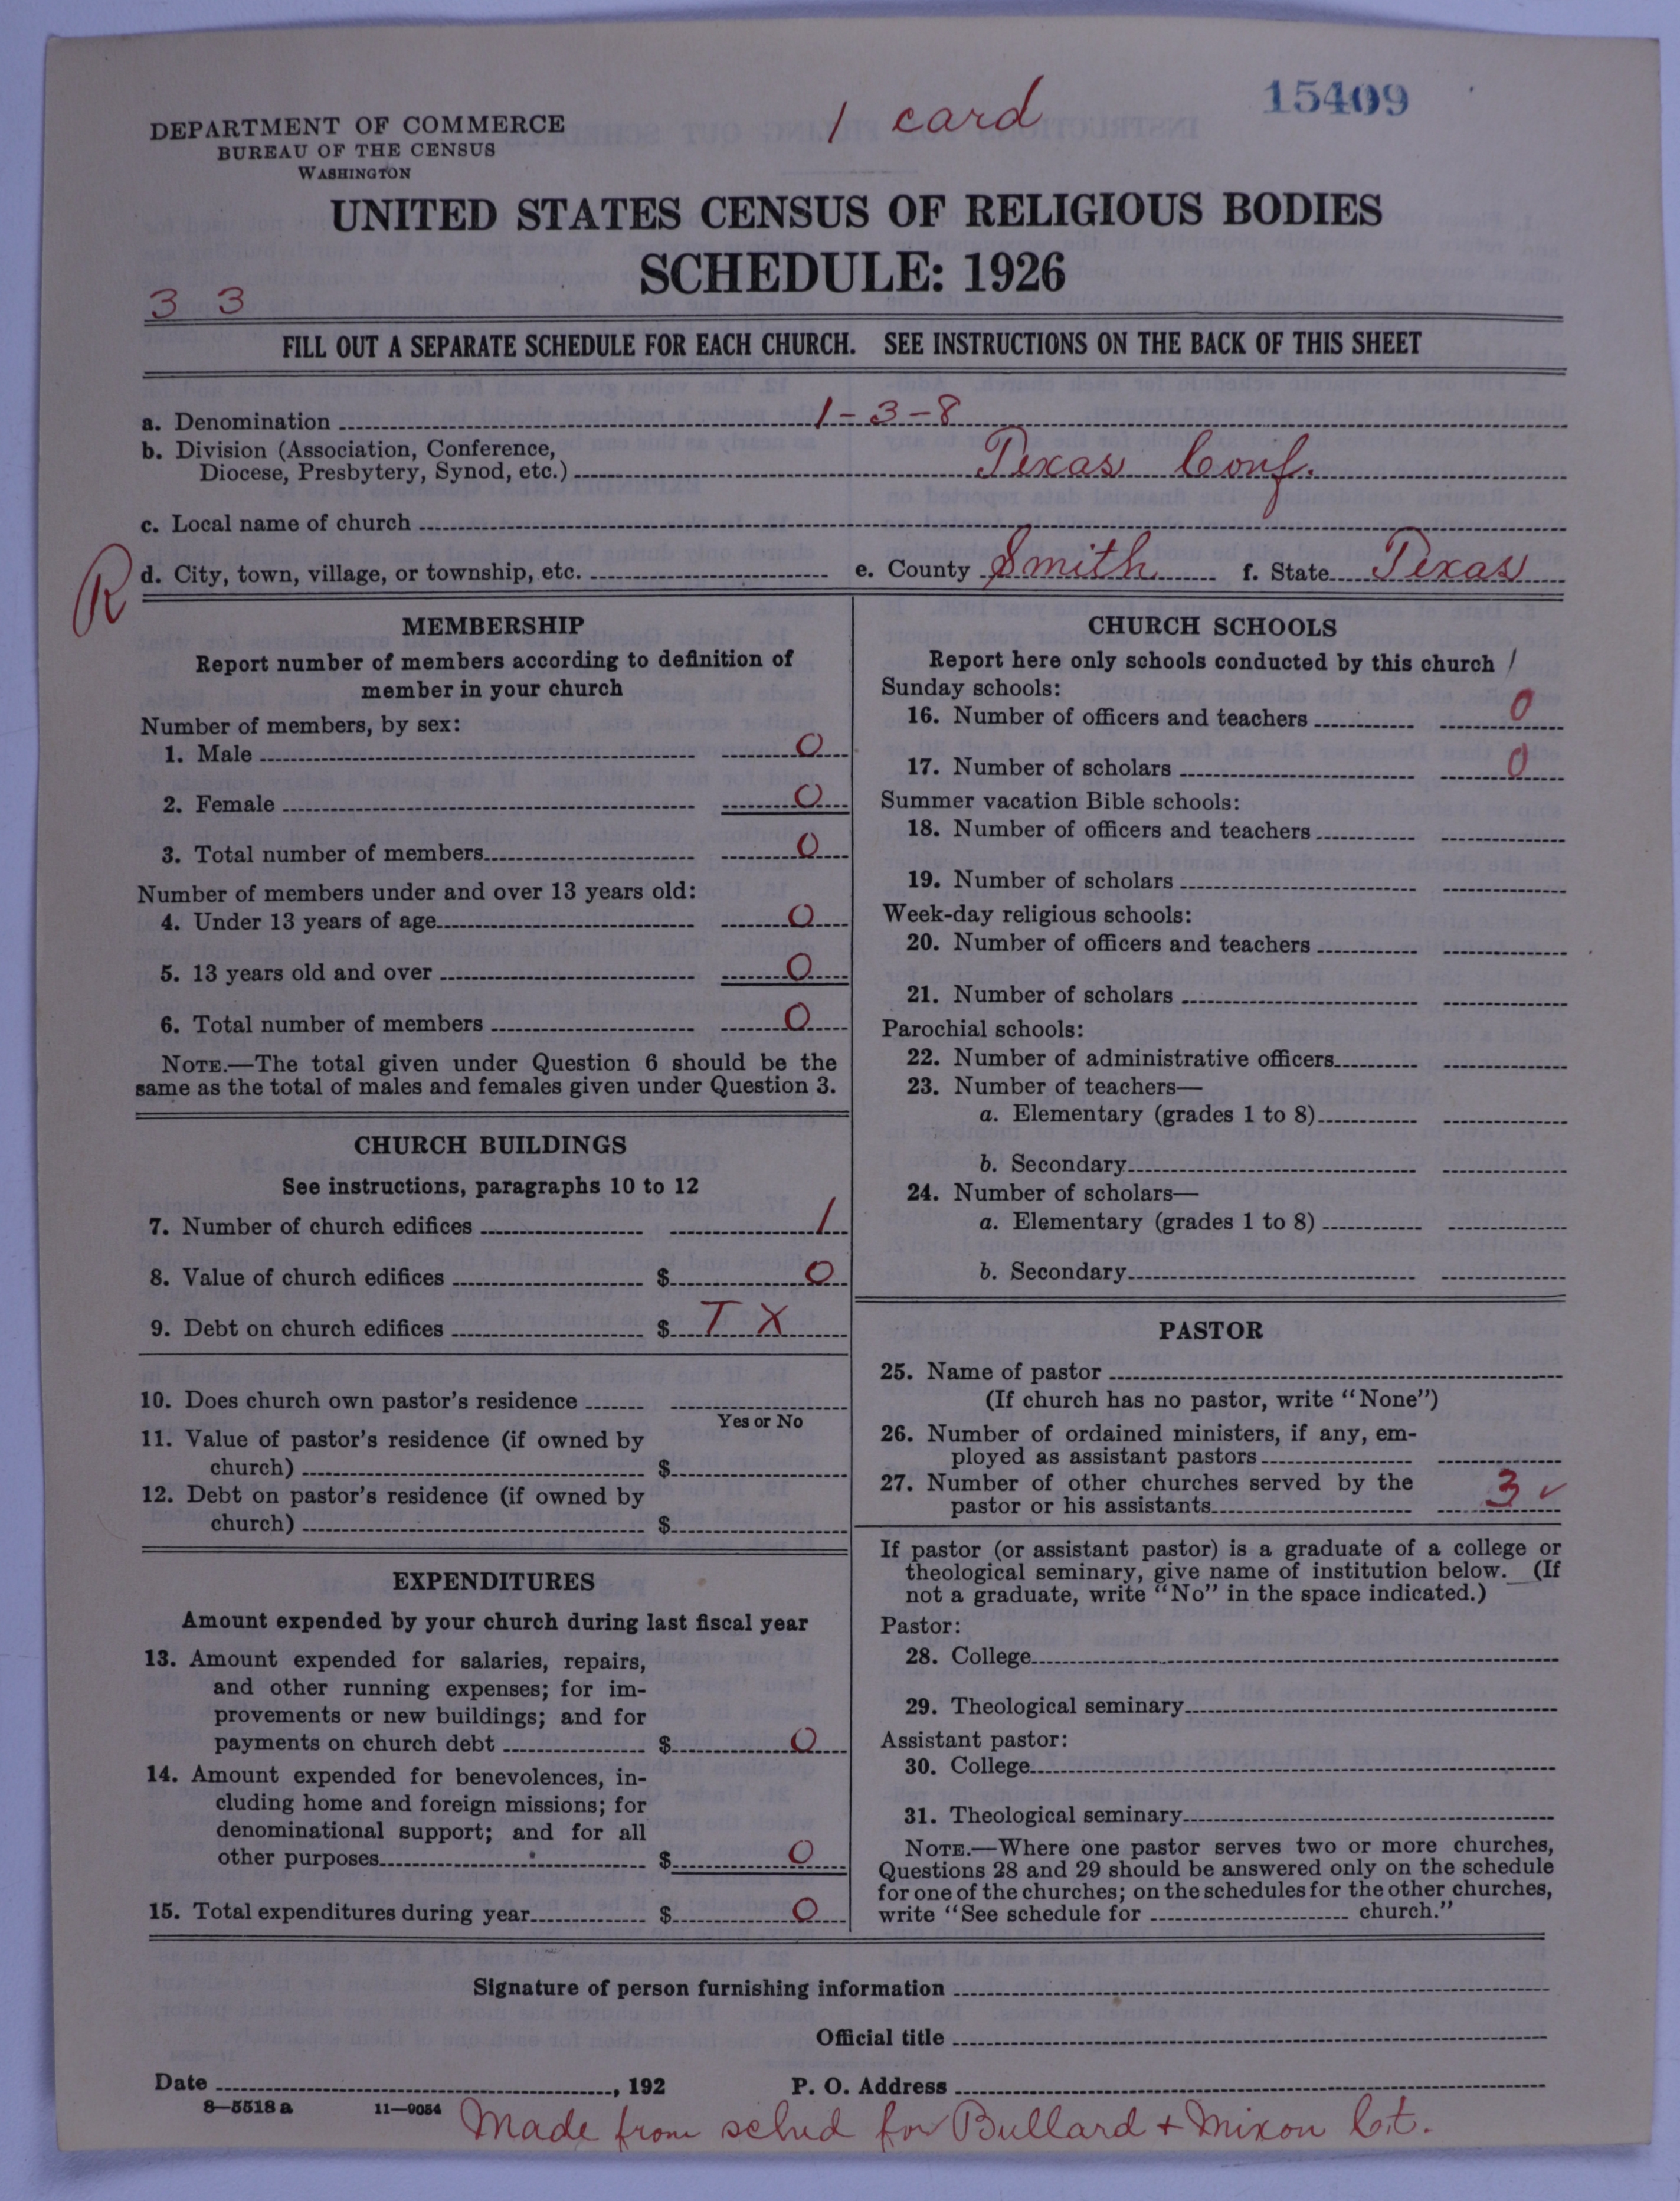 1 card
15409
DEPARTMENT OF COMMERCE
BUREAU OF THE CENSUS
WASHINGTON
UNITED STATES CENSUS OF RELIGIOUS BODIES
SCHEDULE: 1926
3 3
FILL OUT A SEPARATE SCHEDULE FOR EACH CHURCH. SEE INSTRUCTIONS ON THE BACK OF THIS SHEET
a. Denomination 1-3-8
b. Division (Association, Conference,
Diocese, Presbytery, Synod, etc.) Texas Conf.
c. Local name of church
R
d. City, town, village, or township, etc. e. County Smith f. State Texas
MEMBERSHIP
Report number of members according to definition of
member in your church
Number of members, by sex:
1. Male 0
2. Female 0
3. Total number of members 0
Number of members under and over 13 years old:
4. Under 13 years of age 0
5. 13 years old and over 0
6. Total number of members 0
NOTE.—The total given under Question 6 should be the
same as the total of males and females given under Question 3.
CHURCH BUILDINGS
See instructions, paragraphs 10 to 12
7. Number of church edifices 1
8. Value of church edifices $ 0
9. Debt on church edifices $ T X
10. Does church own pastor's residence
Yes or No
11. Value of pastor's residence (if owned by
church) $
12. Debt on pastor's residence (if owned by
church) $
EXPENDITURES
Amount expended by your church during last fiscal year
13. Amount expended for salaries, repairs,
and other running expenses; for im-
provements or new buildings; and for
payments on church debt $ 0
14. Amount expended for benevolences, in-
cluding home and foreign missions; for
denominational support; and for all
other purposes $ 0
15. Total expenditures during year $ 0
CHURCH SCHOOLS
Report here only schools conducted by this church /
Sunday schools:
16. Number of officers and teachers 0
17. Number of scholars 0
Summer vacation Bible schools:
18. Number of officers and teachers
19. Number of scholars
Week-day religious schools:
20. Number of officers and teachers
21. Number of scholars
Parochial schools:
22. Number of administrative officers
23. Number of teachers—
a. Elementary (grades 1 to 8)
b. Secondary
24. Number of scholars—
a. Elementary (grades 1 to 8)
b. Secondary
PASTOR
25. Name of pastor
(If church has no pastor, write "None")
26. Number of ordained ministers, if any, em-
ployed as assistant pastors
27. Number of other churches served by the
pastor or his assistants 3 ✓
If pastor (or assistant pastor) is a graduate of a college or
theological seminary, give name of institution below. (If
not a graduate, write "No" in the space indicated.)
Pastor:
28. College
29. Theological seminary
Assistant pastor:
30. College
31. Theological seminary
NOTE.—Where one pastor serves two or more churches,
Questions 28 and 29 should be answered only on the schedule
for one of the churches; on the schedules for the other churches,
write "See schedule for church."
Signature of person furnishing information
Official title
Date , 192 P. O. Address
8—5518 a 11—9054
Made from sched for Bullard + Mixon Ct.